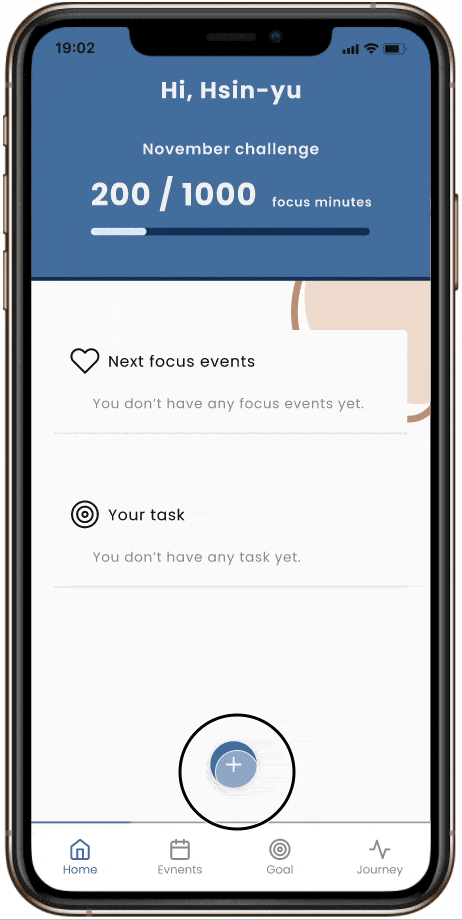 19:02
Hi, Hsin-yu
November challenge
200 / 1000 focus minutes
Next focus events
You don't have any focus events yet.
Your task
You don't have any task yet.
Home Evnents Goal Journey